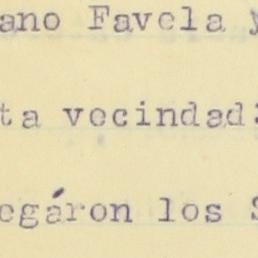 ano Favela y
ta vecindad:
egáron los S